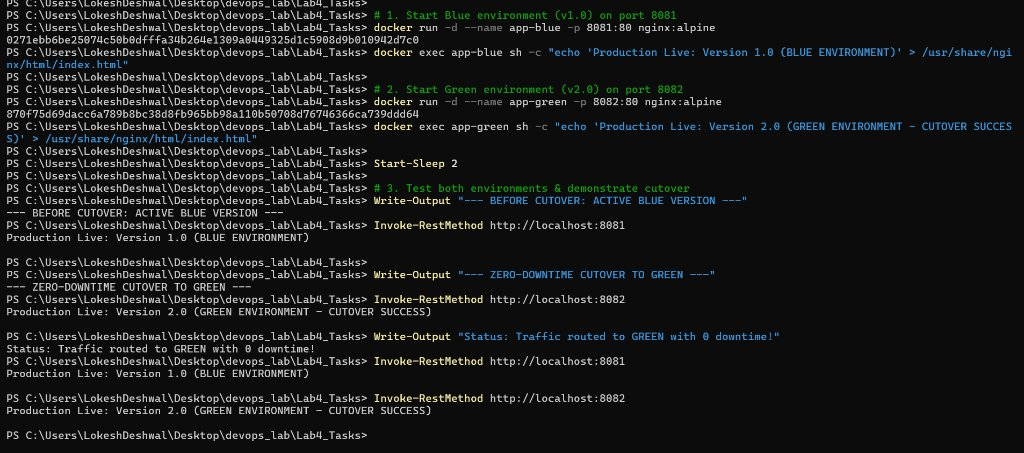 PS C:\Users\LokeshDeshwal\Desktop\devops_lab\Lab4_Tasks>
PS C:\Users\LokeshDeshwal\Desktop\devops_lab\Lab4_Tasks> # 1. Start Blue environment (v1.0) on port 8081
PS C:\Users\LokeshDeshwal\Desktop\devops_lab\Lab4_Tasks> docker run -d --name app-blue -p 8081:80 nginx:alpine
0271ebb6be25074c50b0dfffa34b264e1309a0449325d1c5908d9b010942d7c0
PS C:\Users\LokeshDeshwal\Desktop\devops_lab\Lab4_Tasks> docker exec app-blue sh -c "echo 'Production Live: Version 1.0 (BLUE ENVIRONMENT)' > /usr/share/ngi
nx/html/index.html"
PS C:\Users\LokeshDeshwal\Desktop\devops_lab\Lab4_Tasks>
PS C:\Users\LokeshDeshwal\Desktop\devops_lab\Lab4_Tasks> # 2. Start Green environment (v2.0) on port 8082
PS C:\Users\LokeshDeshwal\Desktop\devops_lab\Lab4_Tasks> docker run -d --name app-green -p 8082:80 nginx:alpine
870f75d69dacc6a789b8bc38d8fb965bb98a110b50708d76746366ca739ddd64
PS C:\Users\LokeshDeshwal\Desktop\devops_lab\Lab4_Tasks> docker exec app-green sh -c "echo 'Production Live: Version 2.0 (GREEN ENVIRONMENT - CUTOVER SUCCES
S)' > /usr/share/nginx/html/index.html"
PS C:\Users\LokeshDeshwal\Desktop\devops_lab\Lab4_Tasks>
PS C:\Users\LokeshDeshwal\Desktop\devops_lab\Lab4_Tasks> Start-Sleep 2
PS C:\Users\LokeshDeshwal\Desktop\devops_lab\Lab4_Tasks>
PS C:\Users\LokeshDeshwal\Desktop\devops_lab\Lab4_Tasks> # 3. Test both environments & demonstrate cutover
PS C:\Users\LokeshDeshwal\Desktop\devops_lab\Lab4_Tasks> Write-Output "--- BEFORE CUTOVER: ACTIVE BLUE VERSION ---"
--- BEFORE CUTOVER: ACTIVE BLUE VERSION ---
PS C:\Users\LokeshDeshwal\Desktop\devops_lab\Lab4_Tasks> Invoke-RestMethod http://localhost:8081
Production Live: Version 1.0 (BLUE ENVIRONMENT)
PS C:\Users\LokeshDeshwal\Desktop\devops_lab\Lab4_Tasks>
PS C:\Users\LokeshDeshwal\Desktop\devops_lab\Lab4_Tasks> Write-Output "--- ZERO-DOWNTIME CUTOVER TO GREEN ---"
--- ZERO-DOWNTIME CUTOVER TO GREEN ---
PS C:\Users\LokeshDeshwal\Desktop\devops_lab\Lab4_Tasks> Invoke-RestMethod http://localhost:8082
Production Live: Version 2.0 (GREEN ENVIRONMENT - CUTOVER SUCCESS)
PS C:\Users\LokeshDeshwal\Desktop\devops_lab\Lab4_Tasks> Write-Output "Status: Traffic routed to GREEN with 0 downtime!"
Status: Traffic routed to GREEN with 0 downtime!
PS C:\Users\LokeshDeshwal\Desktop\devops_lab\Lab4_Tasks> Invoke-RestMethod http://localhost:8081
Production Live: Version 1.0 (BLUE ENVIRONMENT)
PS C:\Users\LokeshDeshwal\Desktop\devops_lab\Lab4_Tasks> Invoke-RestMethod http://localhost:8082
Production Live: Version 2.0 (GREEN ENVIRONMENT - CUTOVER SUCCESS)
PS C:\Users\LokeshDeshwal\Desktop\devops_lab\Lab4_Tasks>